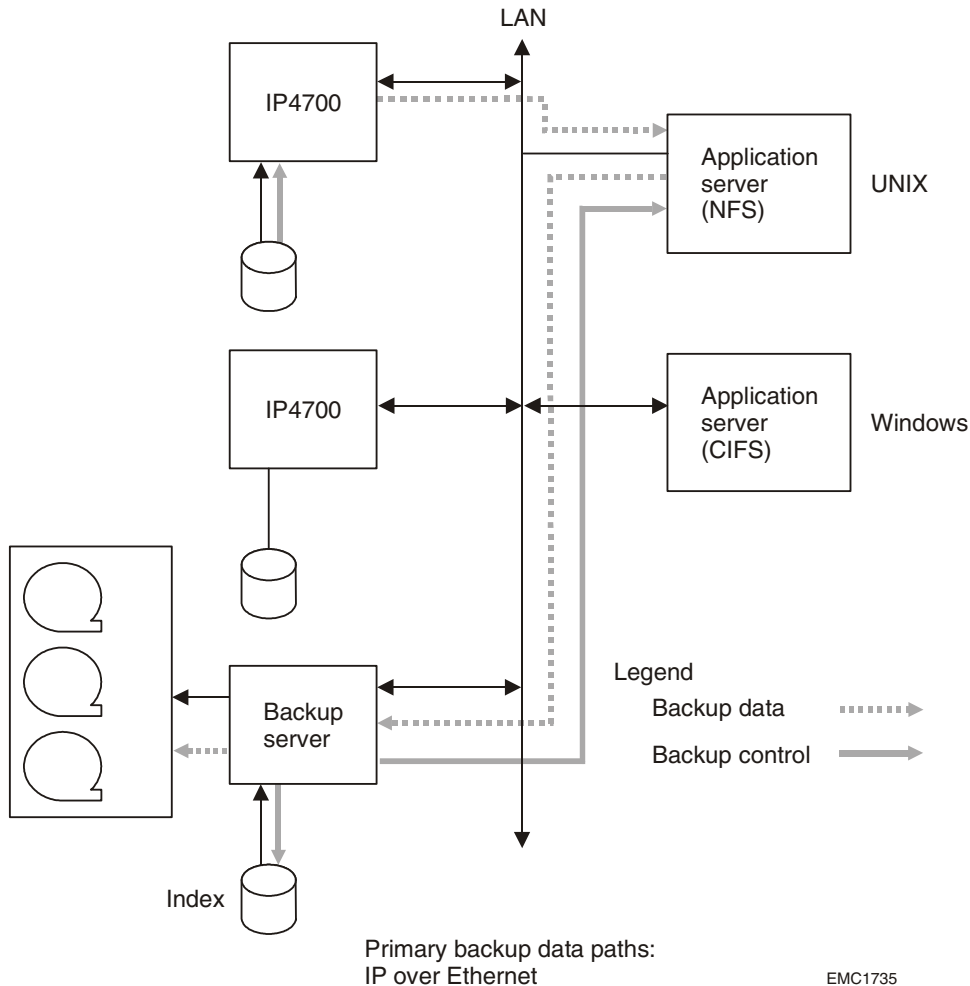 LAN
IP4700
Application
server
(NFS)
UNIX
IP4700
Application
server
(CIFS)
Windows
Backup
server
Legend
Backup data
Backup control
Index
Primary backup data paths:
IP over Ethernet
EMC1735